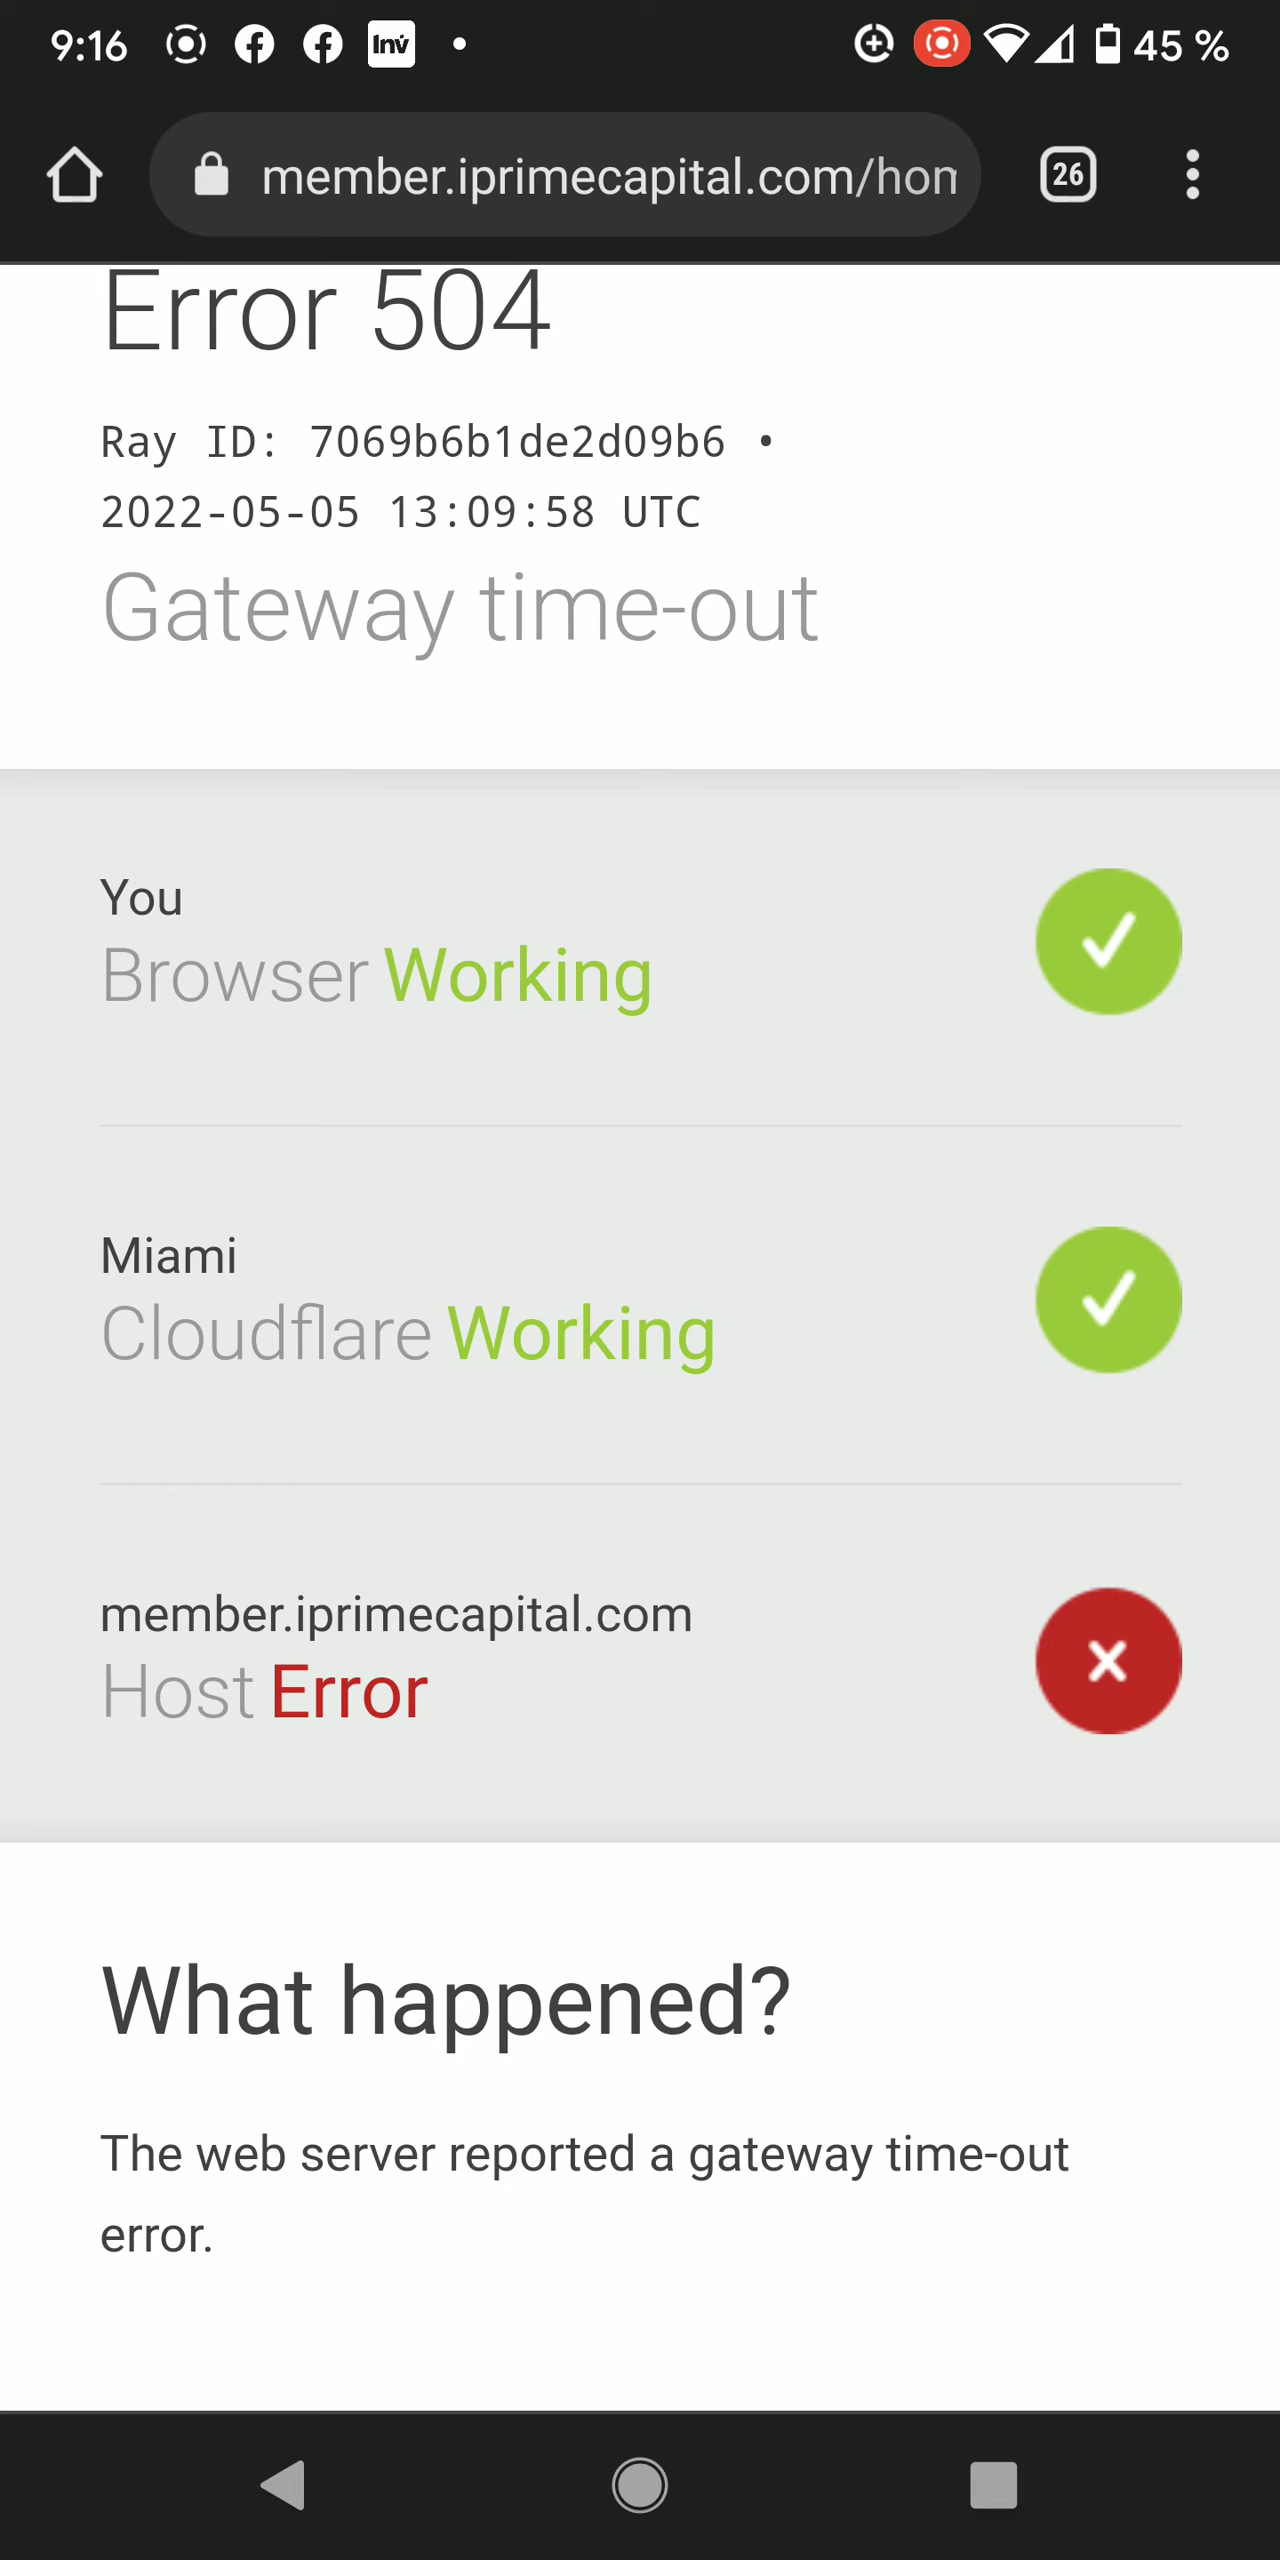 9:16 Inv 45 %
member.iprimecapital.com/hom 26
Error 504
Ray ID: 7069b6b1de2d09b6 •
2022-05-05 13:09:58 UTC
Gateway time-out
You
Browser Working
Miami
Cloudflare Working
member.iprimecapital.com
Host Error
What happened?
The web server reported a gateway time-out
error.